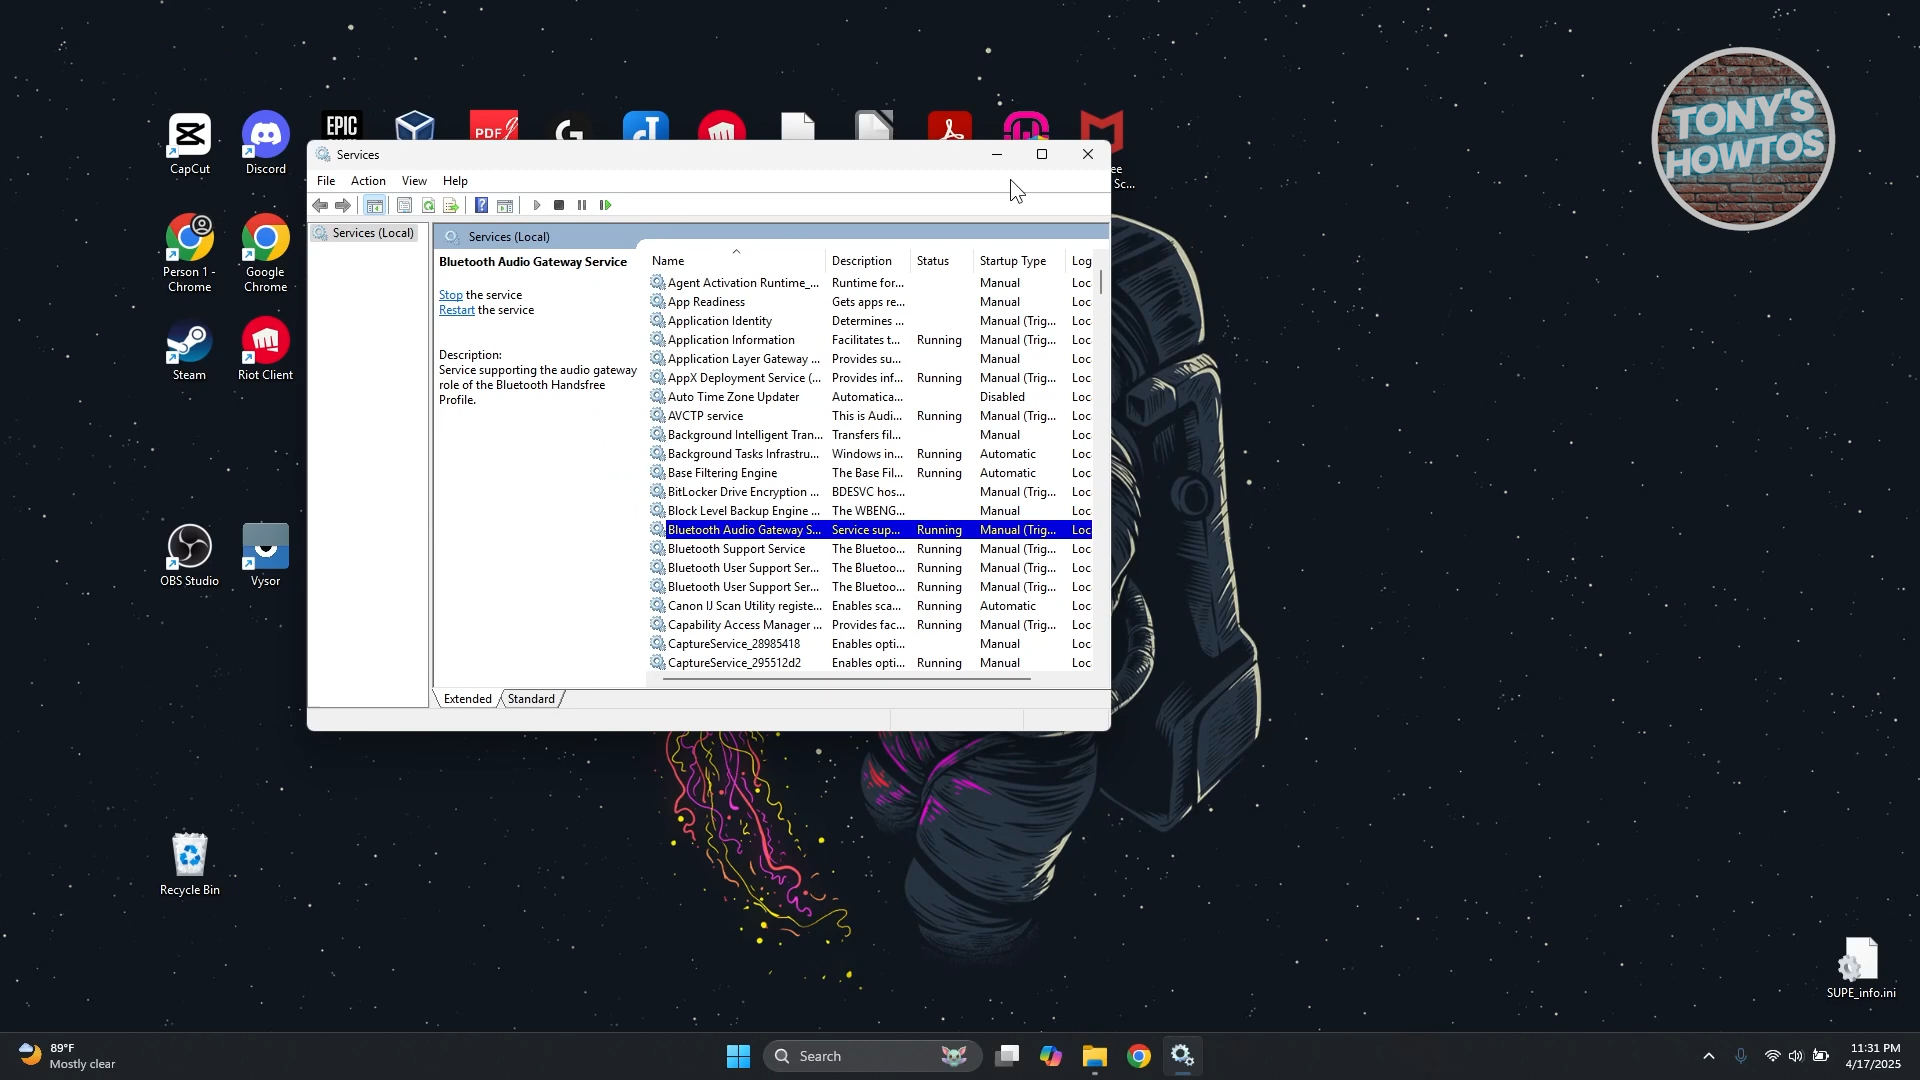 TONY'S
HOWTOS
EPIC
PDF
CapCut
Discord
ee
Sc...
Services
File Action View Help
Services (Local)
Services (Local)
Bluetooth Audio Gateway Service
Stop the service
Restart the service
Description:
Service supporting the audio gateway
role of the Bluetooth Handsfree
Profile.
Name Description Status Startup Type Log
Agent Activation Runtime_... Runtime for... Manual Loc
App Readiness Gets apps re... Manual Loc
Application Identity Determines ... Manual (Trig... Loc
Application Information Facilitates t... Running Manual (Trig... Loc
Application Layer Gateway ... Provides su... Manual Loc
AppX Deployment Service (... Provides inf... Running Manual (Trig... Loc
Auto Time Zone Updater Automatica... Disabled Loc
AVCTP service This is Audi... Running Manual (Trig... Loc
Background Intelligent Tran... Transfers fil... Manual Loc
Background Tasks Infrastru... Windows in... Running Automatic Loc
Base Filtering Engine The Base Fil... Running Automatic Loc
BitLocker Drive Encryption ... BDESVC hos... Manual (Trig... Loc
Block Level Backup Engine ... The WBENG... Manual Loc
Bluetooth Audio Gateway S... Service sup... Running Manual (Trig... Loc
Bluetooth Support Service The Bluetoo... Running Manual (Trig... Loc
Bluetooth User Support Ser... The Bluetoo... Running Manual (Trig... Loc
Bluetooth User Support Ser... The Bluetoo... Running Manual (Trig... Loc
Canon IJ Scan Utility registe... Enables sca... Running Automatic Loc
Capability Access Manager ... Provides fac... Running Manual (Trig... Loc
CaptureService_28985418 Enables opti... Manual Loc
CaptureService_295512d2 Enables opti... Running Manual Loc
Extended Standard
Person 1 -
Chrome
Google
Chrome
Steam
Riot Client
OBS Studio
Vysor
Recycle Bin
SUPE_info.ini
89°F
Mostly clear
Search
11:31 PM
4/17/2025